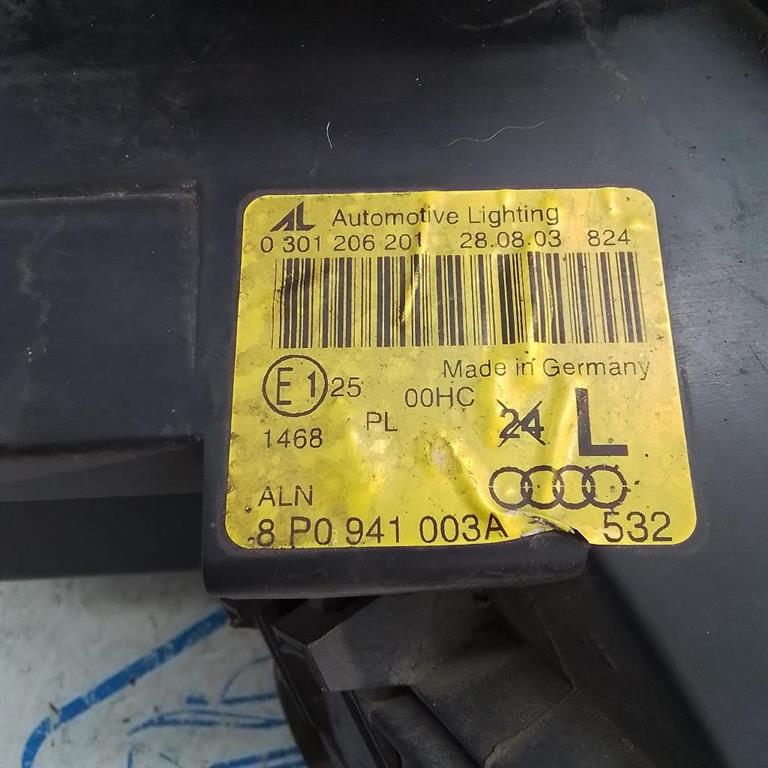 AL Automotive Lighting
0 301 206 201 28.08.03 824
Made in Germany
E1 25 00HC
1468 PL 24 L
ALN
8 P0 941 003A 532